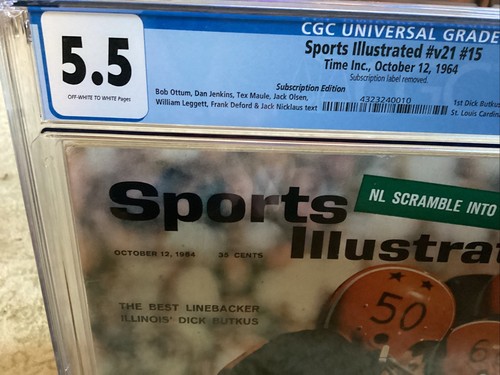 CGC UNIVERSAL GRADE
5.5
OFF-WHITE TO WHITE Pages
Sports Illustrated #v21 #15
Time Inc., October 12, 1964
Subscription label removed.
Subscription Edition
Bob Ottum, Dan Jenkins, Tex Maule, Jack Olsen,
William Leggett, Frank Deford & Jack Nicklaus text
4323240010
1st Dick Butkus
St. Louis Cardina
Sports
Illustra
NL SCRAMBLE INTO
OCTOBER 12, 1964 35 CENTS
THE BEST LINEBACKER
ILLINOIS' DICK BUTKUS
50